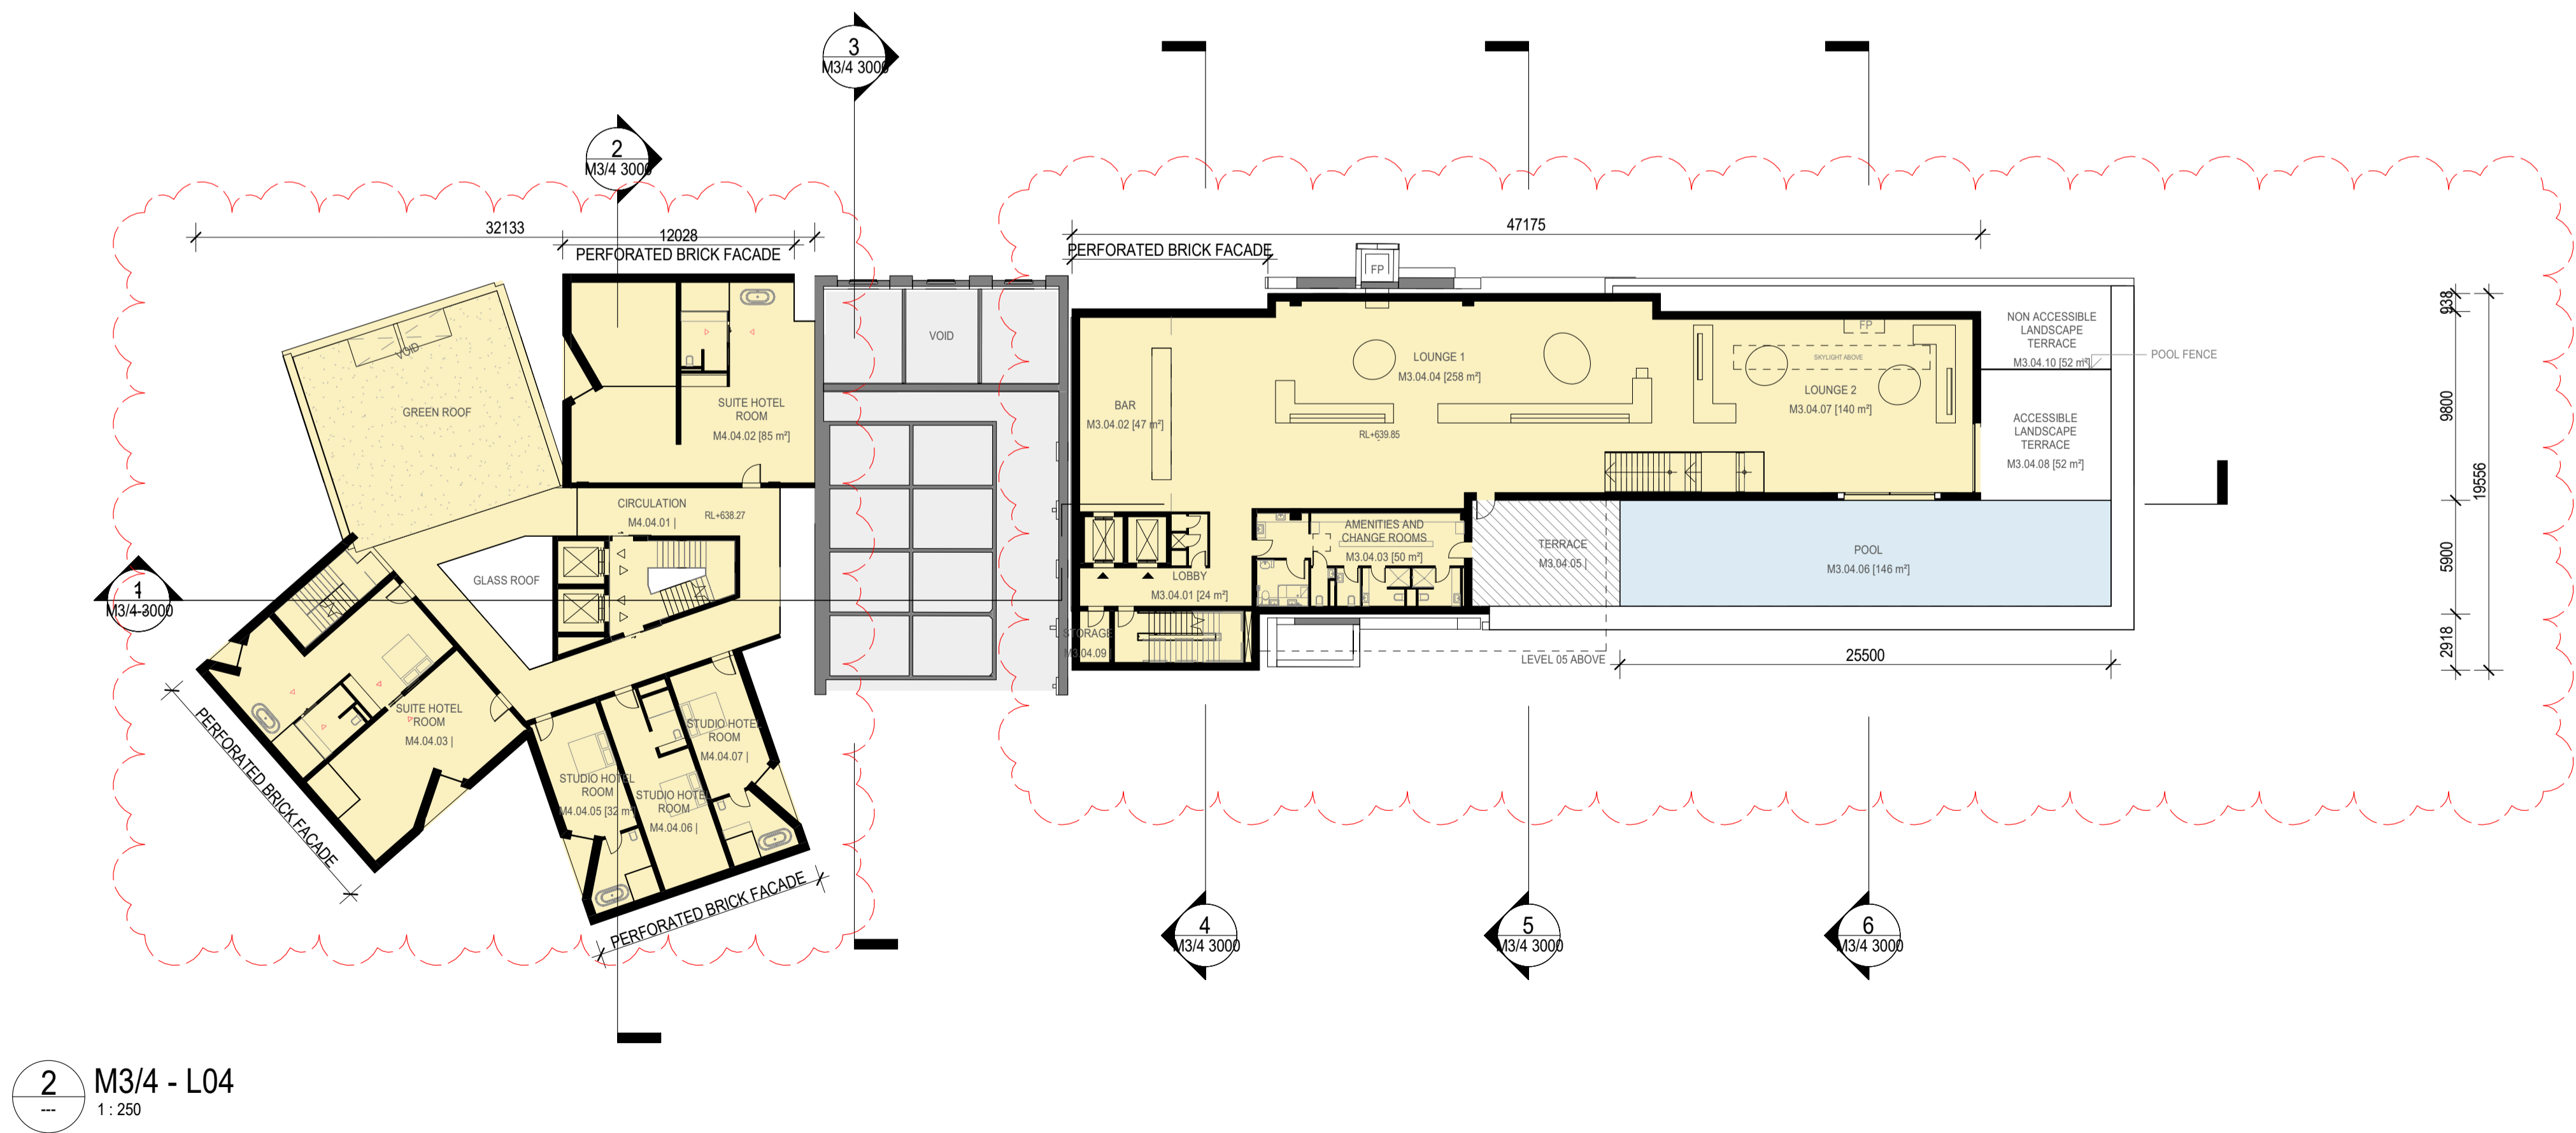 3
M3/4 3000
2
M3/4 3000
32133
12028
PERFORATED BRICK FACADE
47175
PERFORATED BRICK FACADE
FP
VOID
GREEN ROOF
SUITE HOTEL
ROOM
M4.04.02 [85 m²]
VOID
BAR
M3.04.02 [47 m²]
LOUNGE 1
M3.04.04 [258 m²]
RL+639.85
FP
SKYLIGHT ABOVE
LOUNGE 2
M3.04.07 [140 m²]
NON ACCESSIBLE
LANDSCAPE
TERRACE
M3.04.10 [52 m²]
POOL FENCE
ACCESSIBLE
LANDSCAPE
TERRACE
M3.04.08 [52 m²]
938
9800
19556
5900
2918
CIRCULATION
M4.04.01 |
RL+638.27
GLASS ROOF
1
M3/4 3000
AMENITIES AND
CHANGE ROOMS
M3.04.03 [50 m²]
LOBBY
M3.04.01 [24 m²]
STORAGE
M3.04.09 |
TERRACE
M3.04.05 |
POOL
M3.04.06 [146 m²]
LEVEL 05 ABOVE
25500
SUITE HOTEL
ROOM
M4.04.03 |
PERFORATED BRICK FACADE
STUDIO HOTEL
ROOM
M4.04.07 |
STUDIO HOTEL
ROOM
M4.04.05 [32 m²]
STUDIO HOTEL
ROOM
M4.04.06 |
PERFORATED BRICK FACADE
4
M3/4 3000
5
M3/4 3000
6
M3/4 3000
2
---
M3/4 - L04
1 : 250